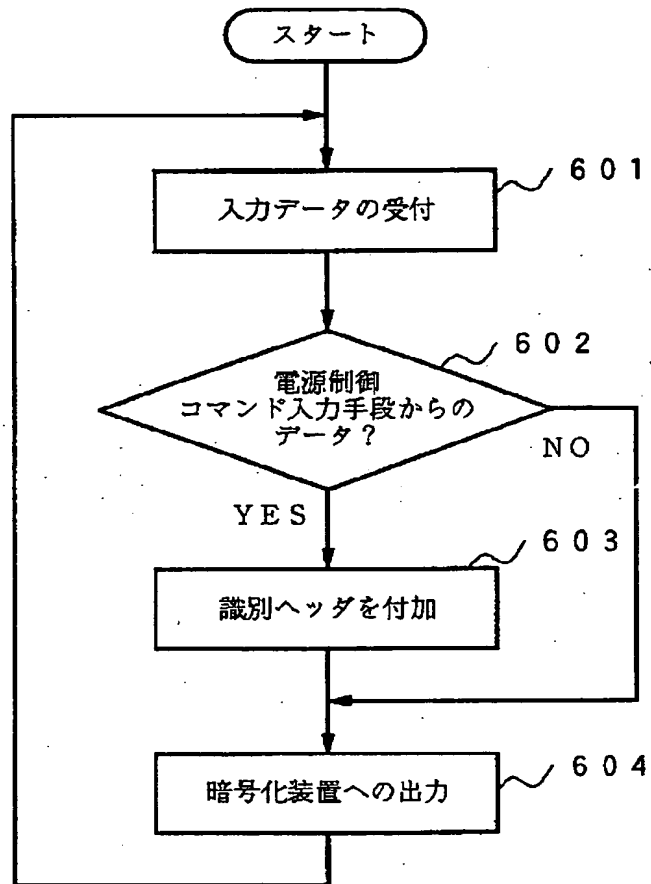 スタート
601
入力データの受付
602
電源制御
コマンド入力手段からの
データ？
NO
YES
603
識別ヘッダを付加
604
暗号化装置への出力